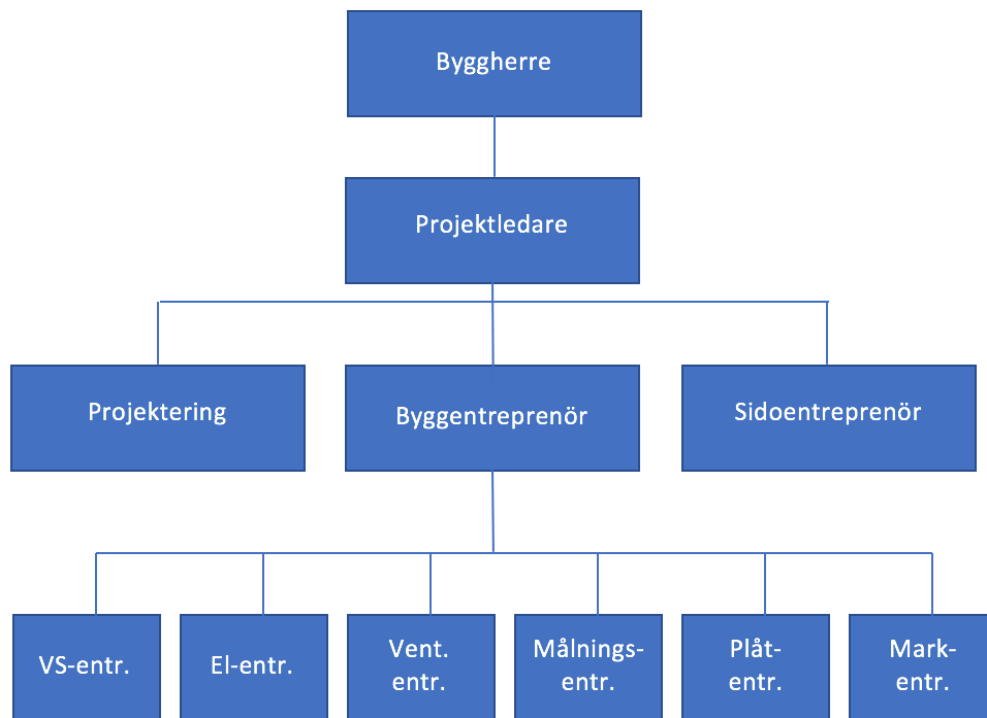 Byggherre
Projektledare
Projektering
Byggentreprenör
Sidoentreprenör
VS-entr.
El-entr.
Vent.
entr.
Målnings-
entr.
Plåt-
entr.
Mark-
entr.